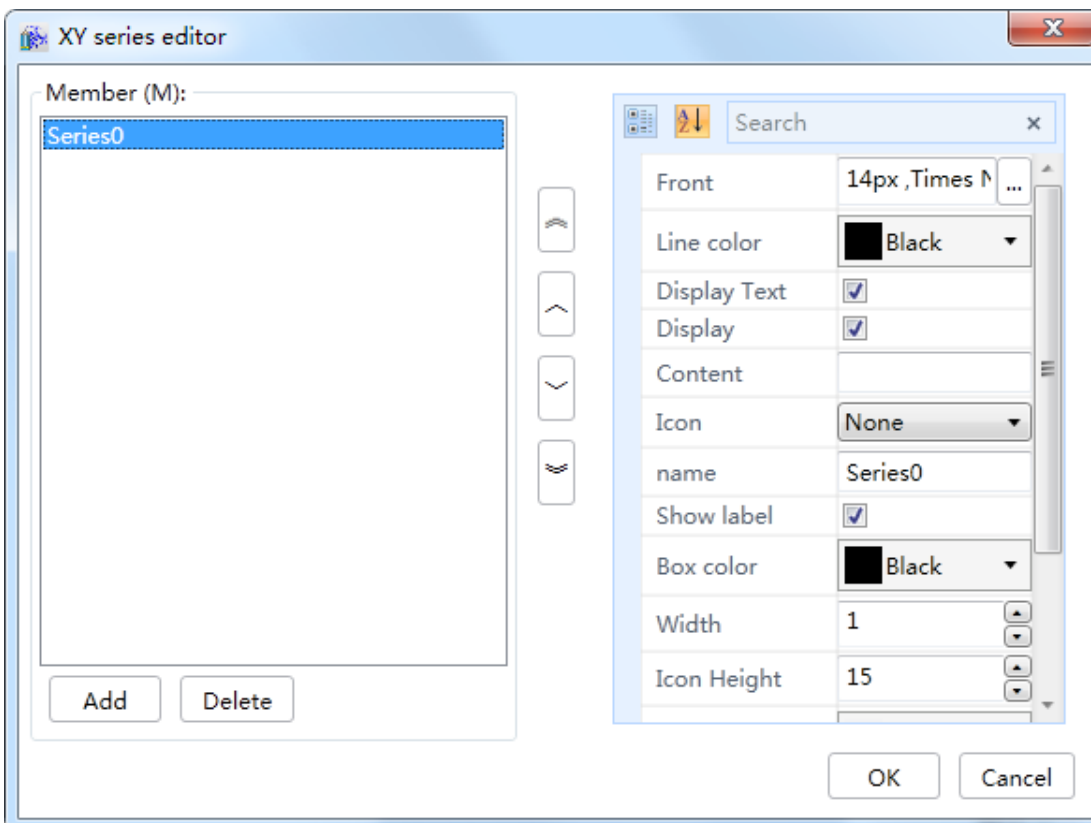 XY series editor
Member (M):
Series0
Search
Front 14px ,Times N ...
Line color Black
Display Text
Display
Content
Icon None
name Series0
Show label
Box color Black
Width 1
Icon Height 15
Add Delete
OK Cancel